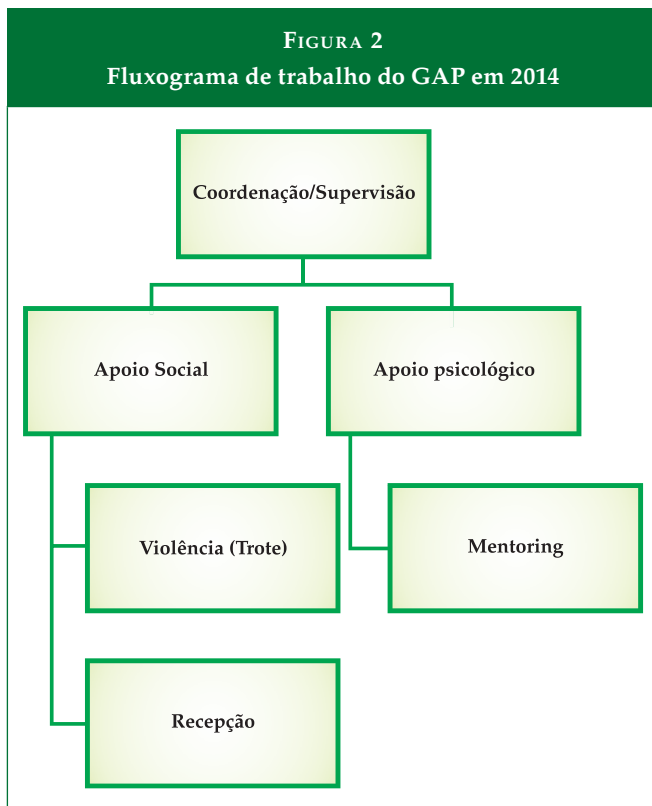 FIGURA 2
Fluxograma de trabalho do GAP em 2014
Coordenação/Supervisão
Apoio Social
Apoio psicológico
Violência (Trote)
Mentoring
Recepção